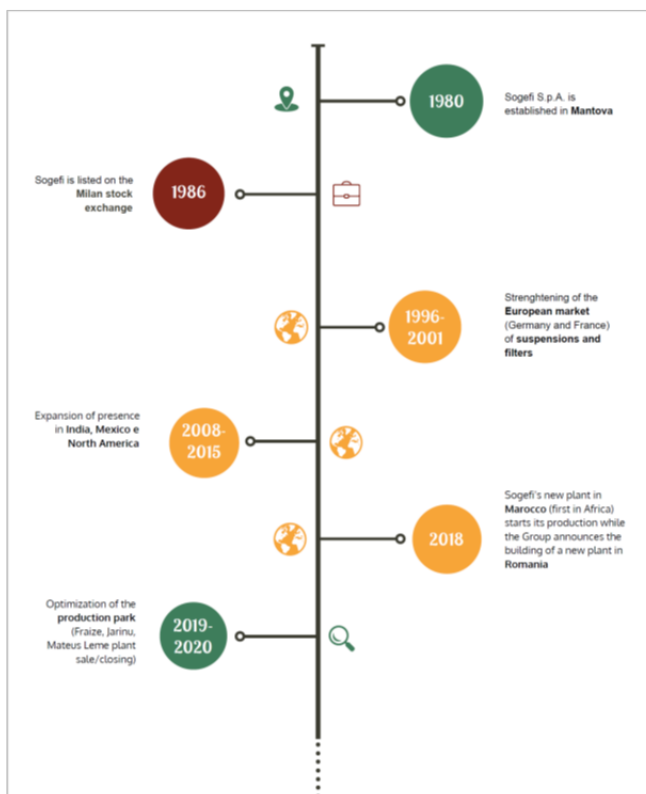 1980
Sogefi S.p.A. is
established in Mantova
Sogefi is listed on the
Milan stock
exchange
1986
1996-
2001
Strenghtening of the
European market
(Germany and France)
of suspensions and
filters
Expansion of presence
in India, Mexico e
North America
2008-
2015
2018
Sogefi's new plant in
Marocco (first in Africa)
starts its production while
the Group announces the
building of a new plant in
Romania
Optimization of the
production park
(Fraize, Jarinu,
Mateus Leme plant
sale/closing)
2019-
2020